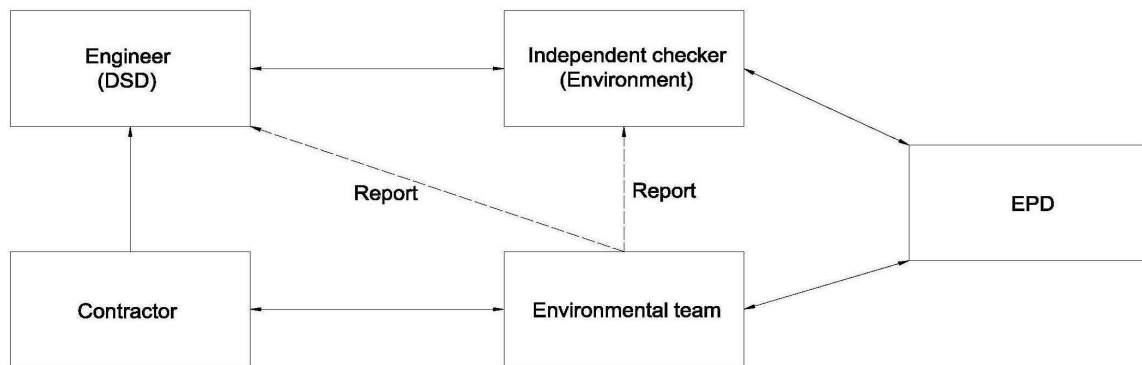 Engineer
(DSD)
Independent checker
(Environment)
EPD
Report
Report
Contractor
Environmental team